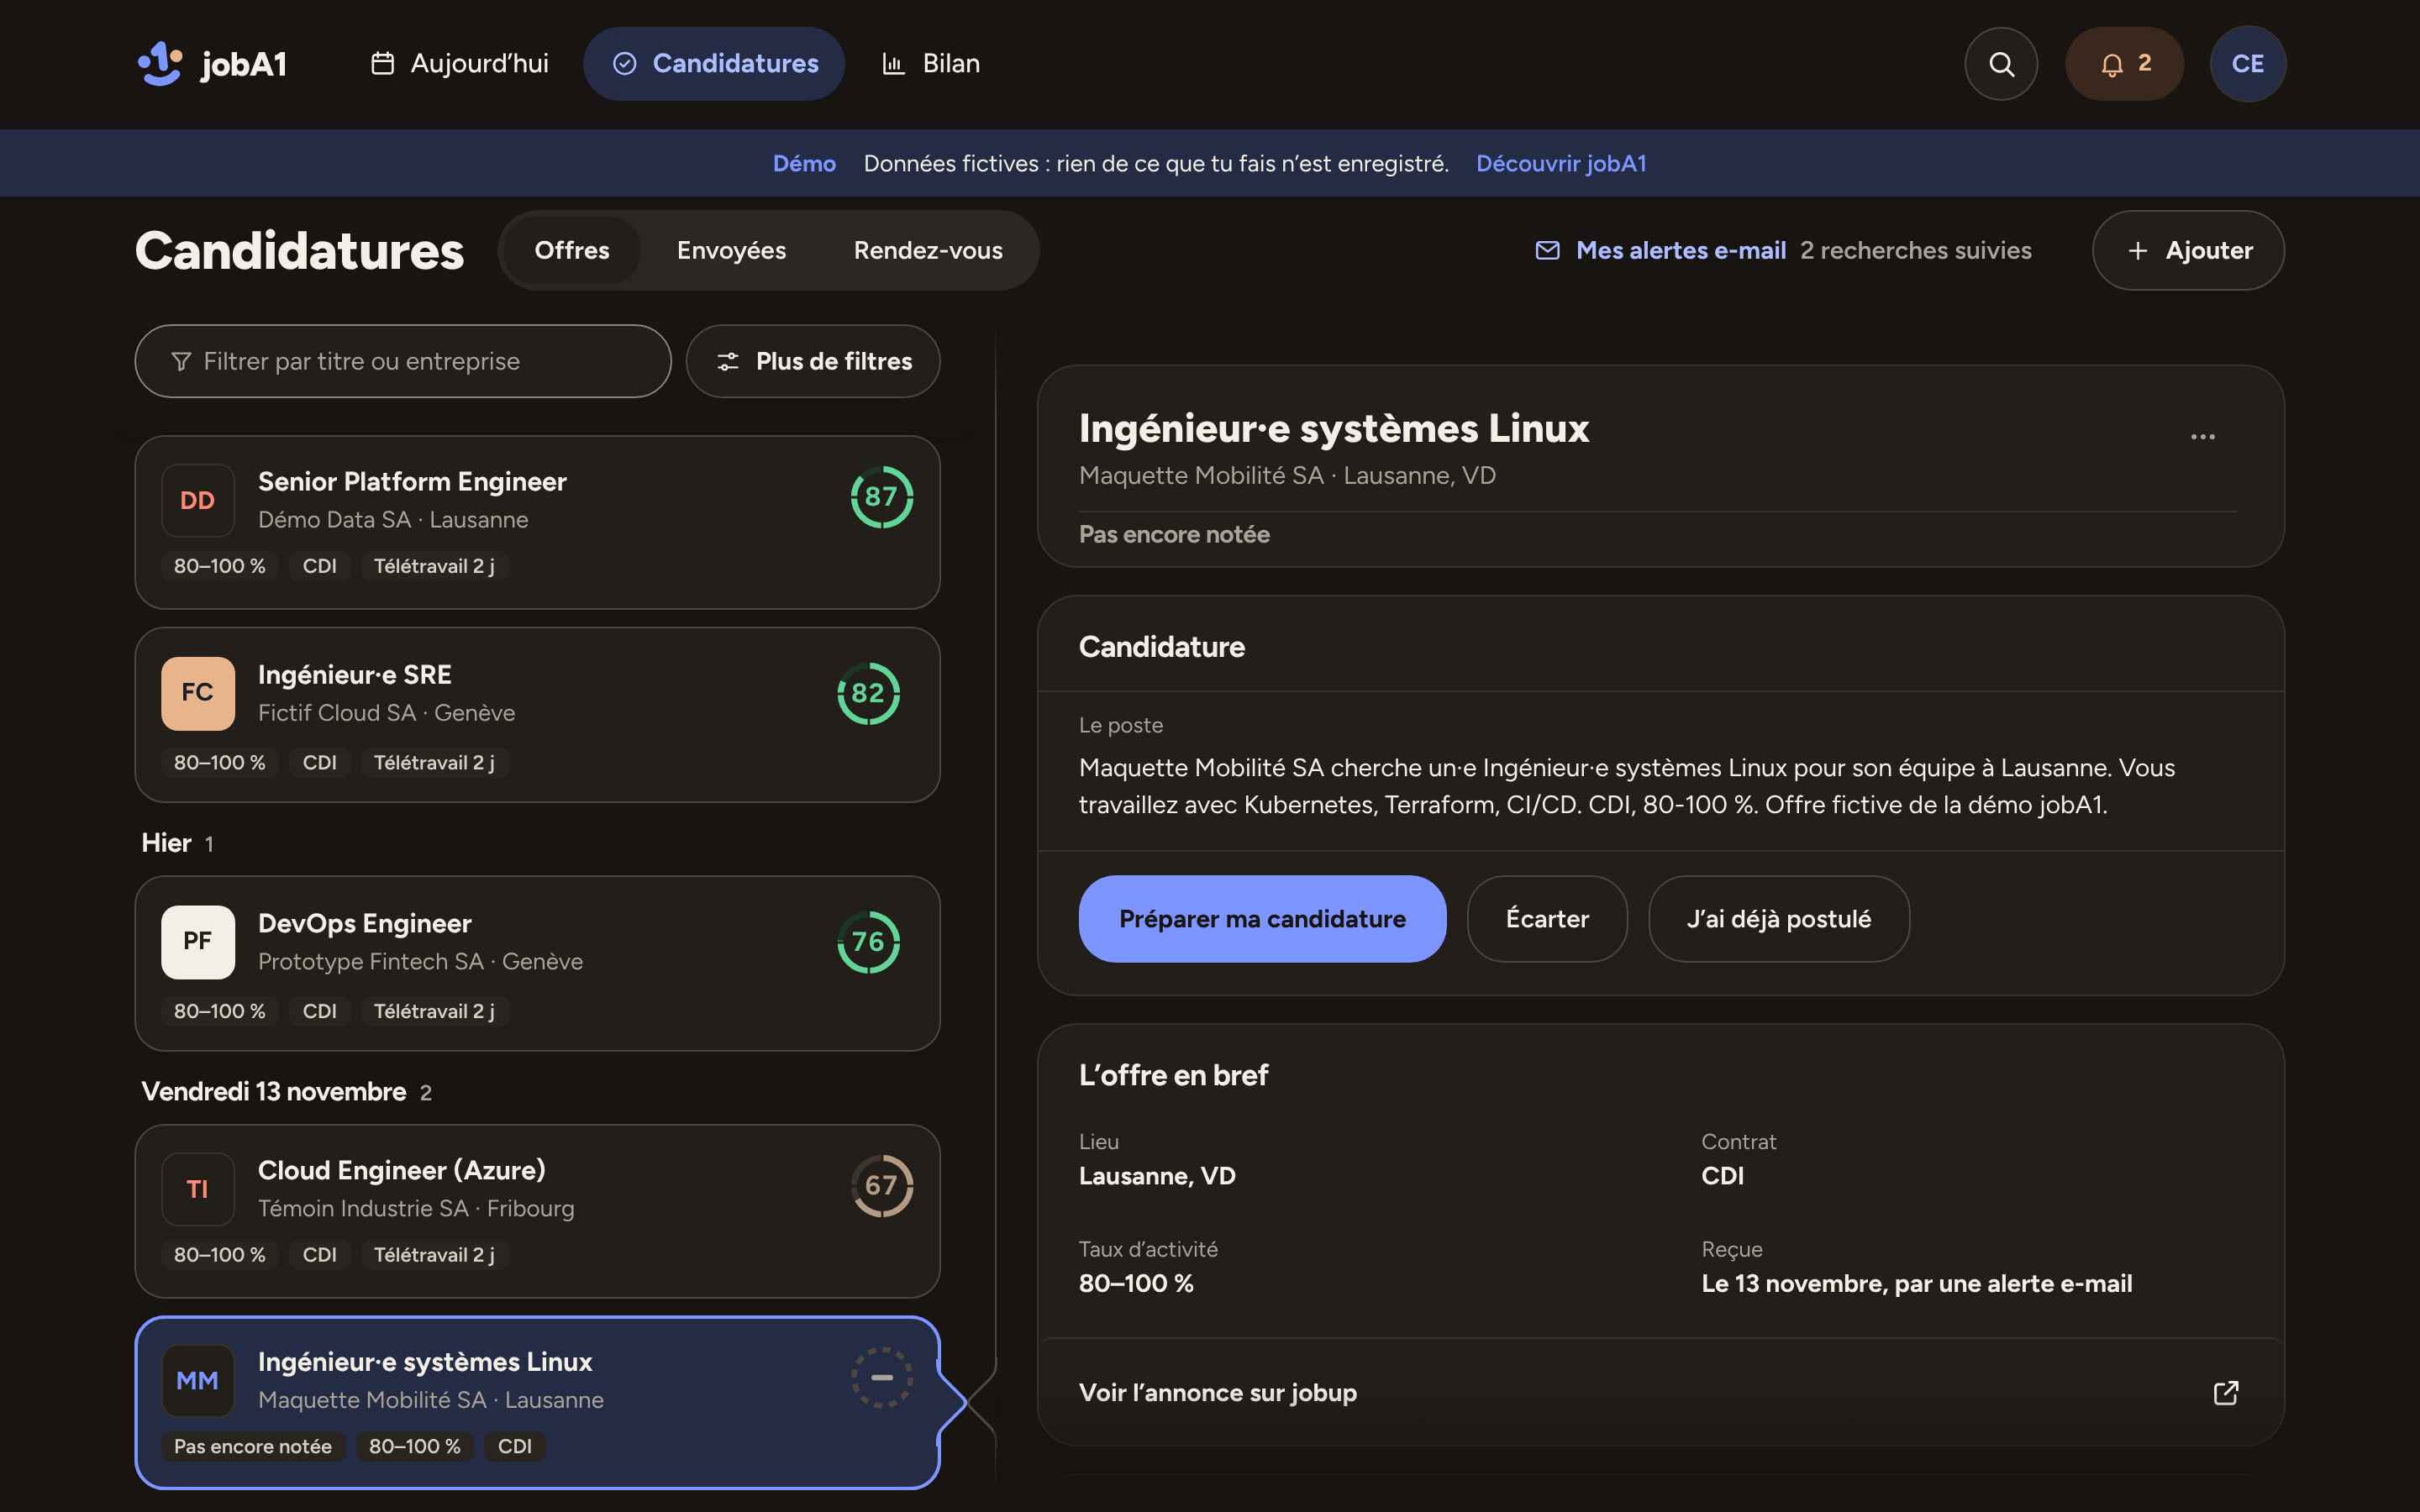 jobA1
Aujourd’hui
Candidatures
Bilan
2
CE
Démo Données fictives : rien de ce que tu fais n’est enregistré. Découvrir jobA1
Candidatures
Offres
Envoyées
Rendez-vous
Mes alertes e-mail 2 recherches suivies
Ajouter
Filtrer par titre ou entreprise
Plus de filtres
DD
Senior Platform Engineer
Démo Data SA · Lausanne
87
80–100 % CDI Télétravail 2 j
FC
Ingénieur·e SRE
Fictif Cloud SA · Genève
82
80–100 % CDI Télétravail 2 j
Hier 1
PF
DevOps Engineer
Prototype Fintech SA · Genève
76
80–100 % CDI Télétravail 2 j
Vendredi 13 novembre 2
TI
Cloud Engineer (Azure)
Témoin Industrie SA · Fribourg
67
80–100 % CDI Télétravail 2 j
MM
Ingénieur·e systèmes Linux
Maquette Mobilité SA · Lausanne
Pas encore notée 80–100 % CDI
Ingénieur·e systèmes Linux
Maquette Mobilité SA · Lausanne, VD
Pas encore notée
Candidature
Le poste
Maquette Mobilité SA cherche un·e Ingénieur·e systèmes Linux pour son équipe à Lausanne. Vous
travaillez avec Kubernetes, Terraform, CI/CD. CDI, 80-100 %. Offre fictive de la démo jobA1.
Préparer ma candidature
Écarter
J’ai déjà postulé
L’offre en bref
Lieu
Lausanne, VD
Contrat
CDI
Taux d’activité
80–100 %
Reçue
Le 13 novembre, par une alerte e-mail
Voir l’annonce sur jobup